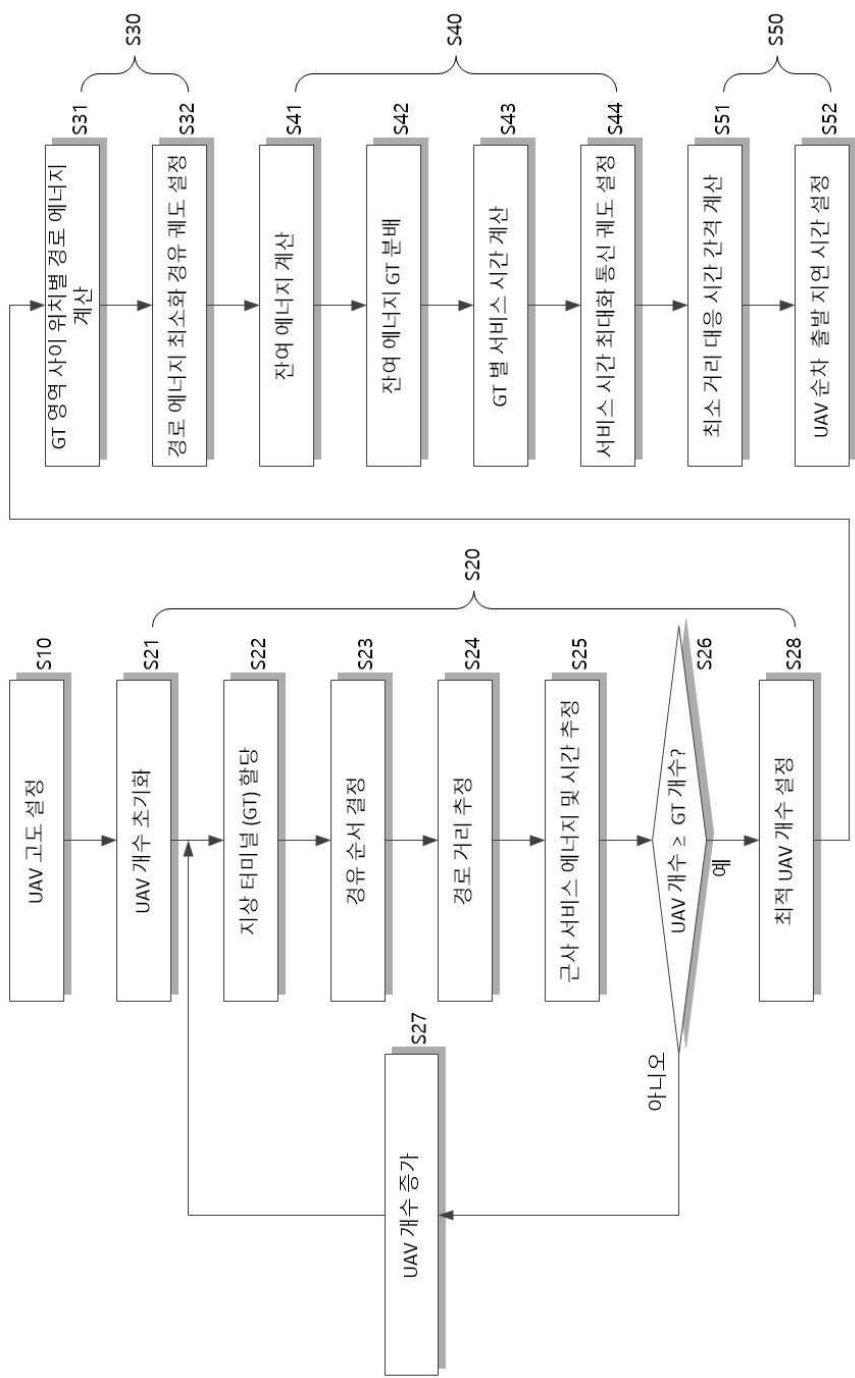 UAV 고도 설정
S10
UAV 개수 초기화
S21
지상 터미널 (GT) 할당
S22
경유 순서 결정
S23
경로 거리 추정
S24
근사 서비스 에너지 및 시간 추정
S25
UAV 개수 ≥ GT 개수?
S26
아니오
예
UAV 개수 증가
S27
최적 UAV 개수 설정
S28
S20
GT 영역 사이 위치별 경로 에너지
계산
S31
경로 에너지 최소화 경유 궤도 설정
S32
S30
잔여 에너지 계산
S41
잔여 에너지 GT 분배
S42
GT 별 서비스 시간 계산
S43
서비스 시간 최대화 통신 궤도 설정
S44
S40
최소 거리 대응 시간 간격 계산
S51
UAV 순차 출발 지연 시간 설정
S52
S50